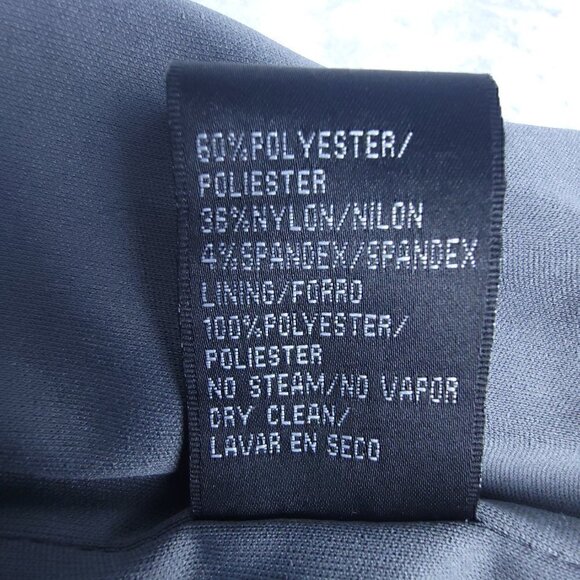 60%POLYESTER/
POLIESTER
36%NYLON/NILON
4%SPANDEX/SPANDEX
LINING/FORRO
100%POLYESTER/
POLIESTER
NO STEAM/NO VAPOR
DRY CLEAN/
LAVAR EN SECO